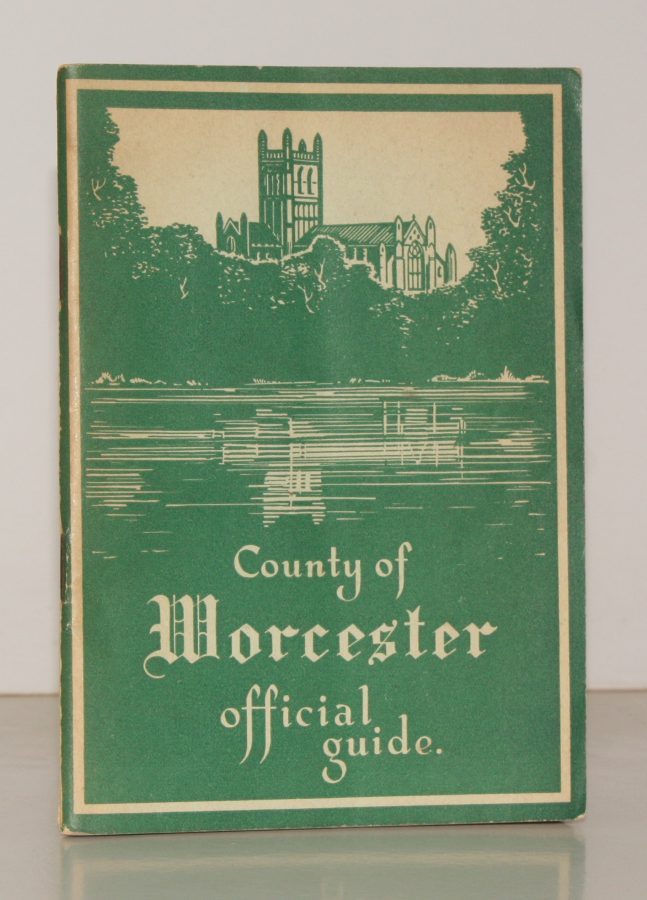 County of
Worcester
official
guide.